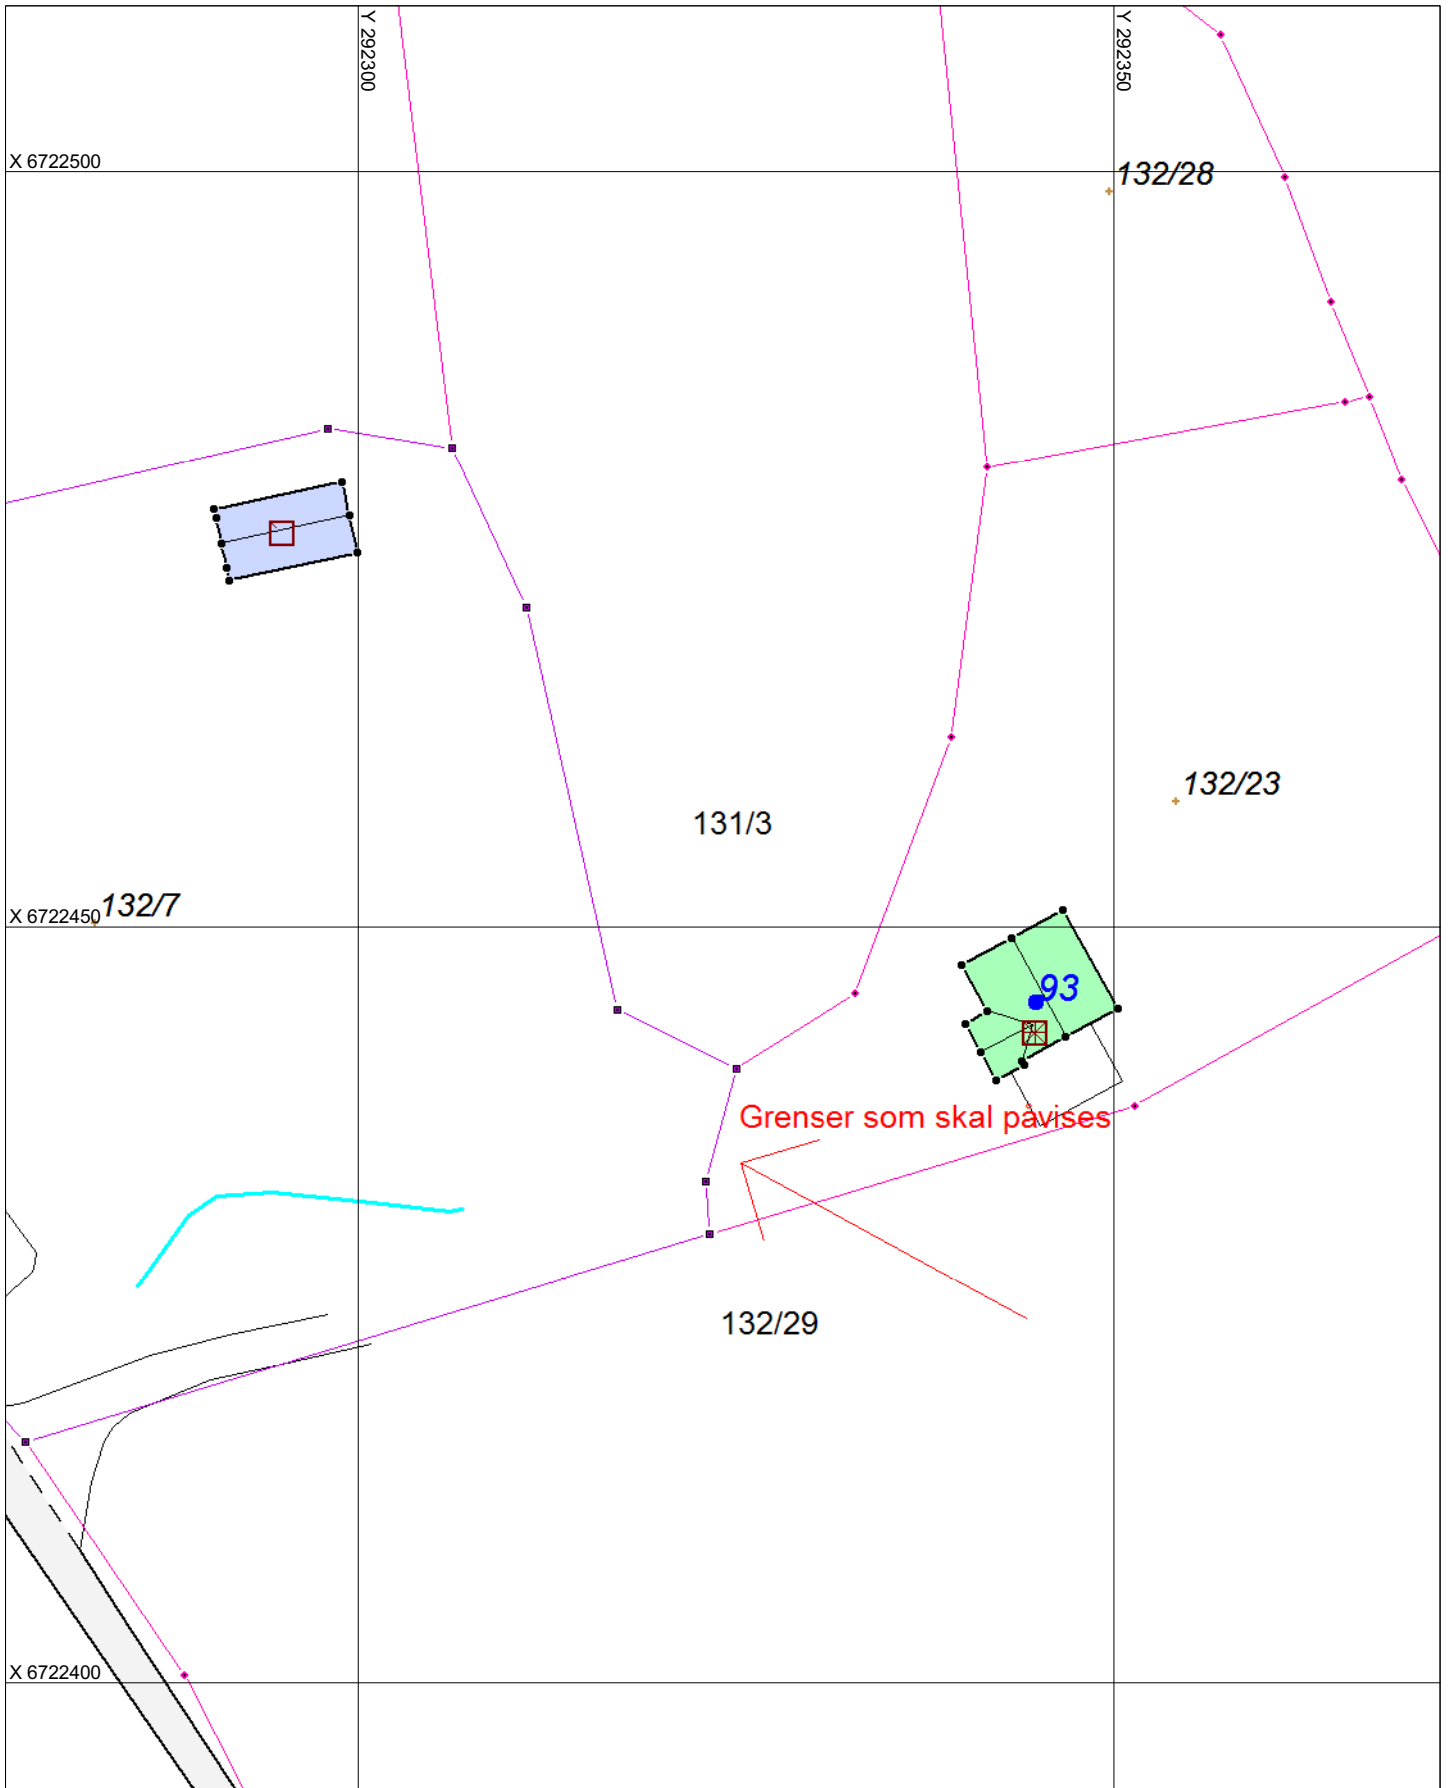 Y 292300
Y 292350
X 6722500
132/28
132/23
131/3
132/7
X 6722450
93
Grenser som skal påvises
132/29
X 6722400